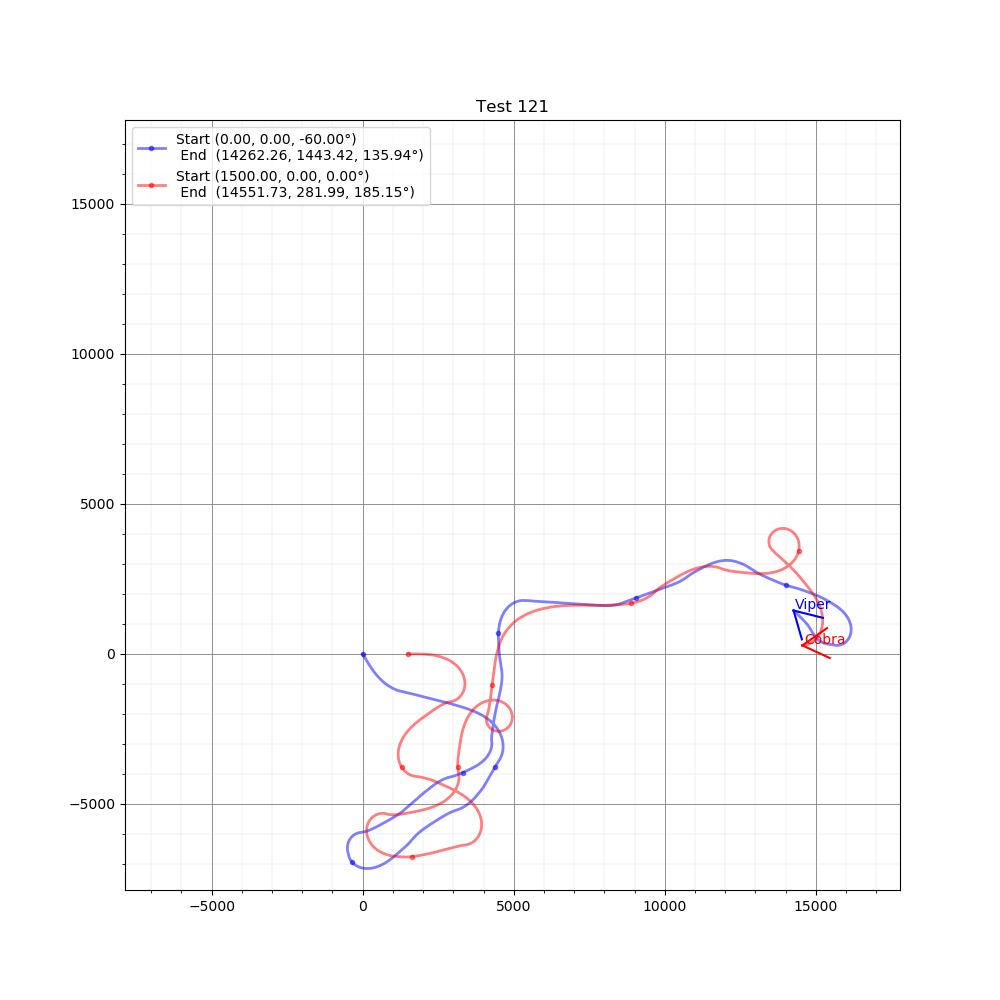 Test 121
Start (0.00, 0.00, -60.00°)
End (14262.26, 1443.42, 135.94°)
Start (1500.00, 0.00, 0.00°)
End (14551.73, 281.99, 185.15°)
15000
10000
5000
0
−5000
Viper
Cobra
−5000 0 5000 10000 15000